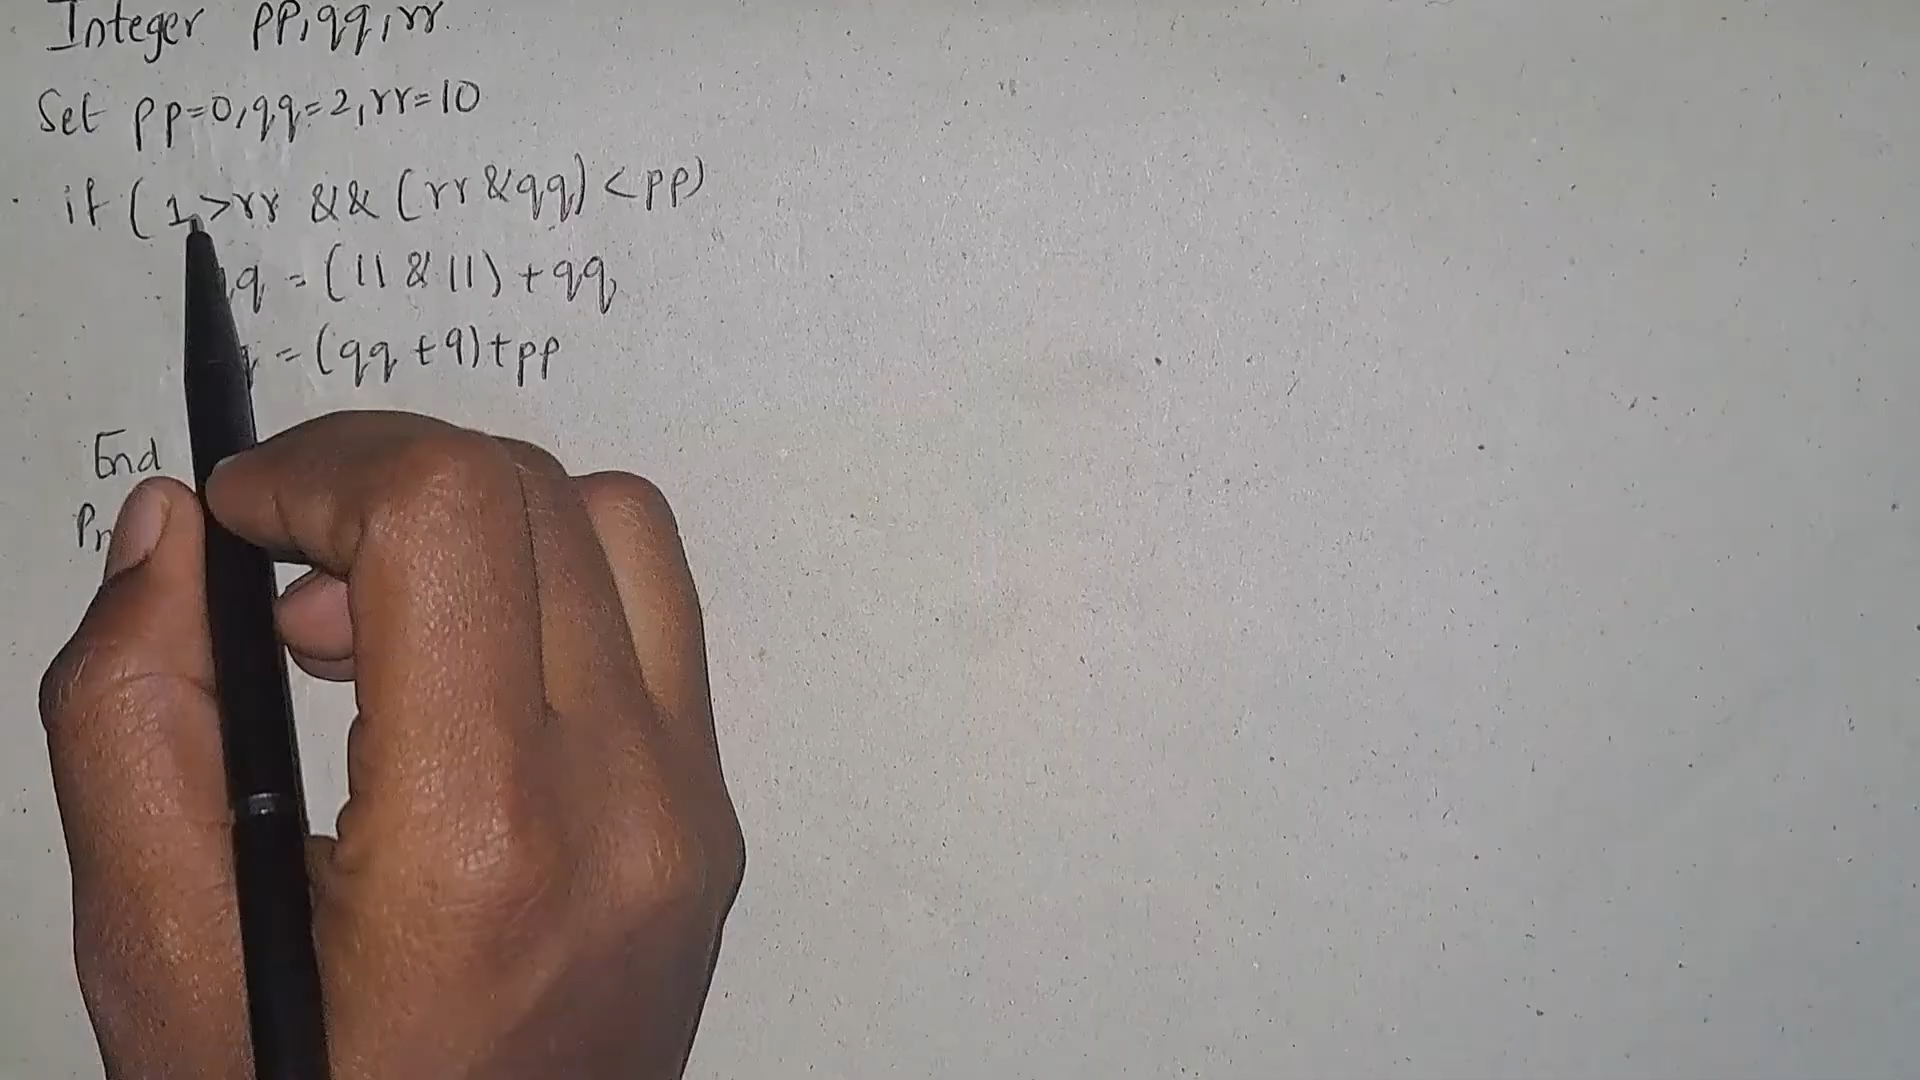 Integer pp,qq,rr
Set pp=0,qq=2,rr=10
if (1>rr && (rr&qq)<pp)
= (11 & 11) + qq
= (qq + 9) + pp
End